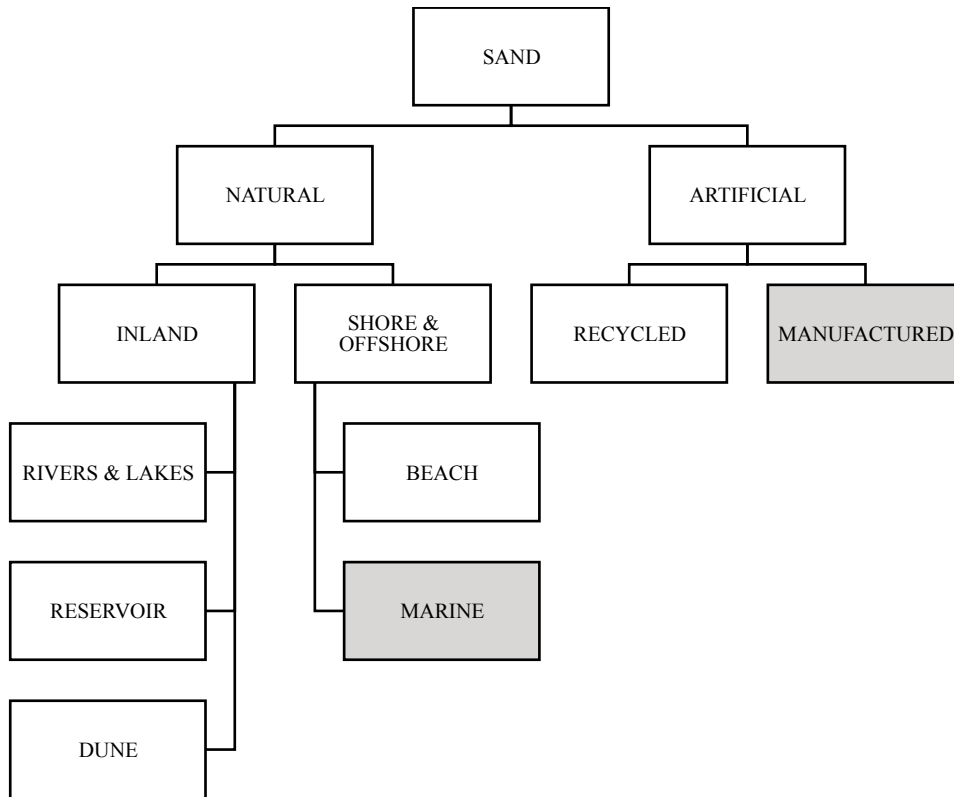 SAND
NATURAL
ARTIFICIAL
INLAND
SHORE &
OFFSHORE
RECYCLED
MANUFACTURED
RIVERS & LAKES
BEACH
RESERVOIR
MARINE
DUNE